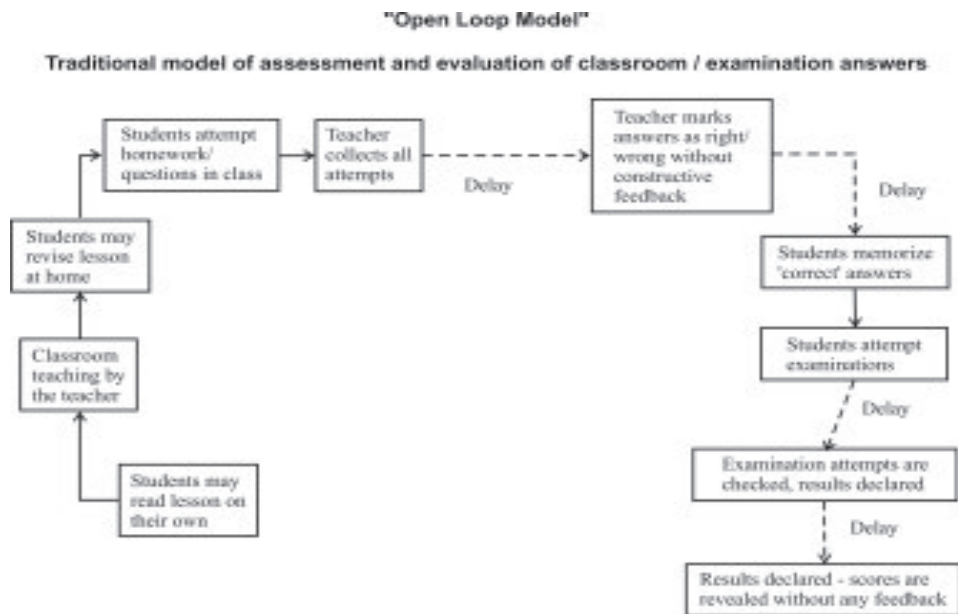 "Open Loop Model"
Traditional model of assessment and evaluation of classroom / examination answers
Students attempt
homework/
questions in class
Teacher
collects all
attempts
Delay
Teacher marks
answers as right/
wrong without
constructive
feedback
Delay
Students may
revise lesson
at home
Students memorize
'correct' answers
Classroom
teaching by
the teacher
Students attempt
examinations
Delay
Students may
read lesson on
their own
Examination attempts are
checked, results declared
Delay
Results declared - scores are
revealed without any feedback